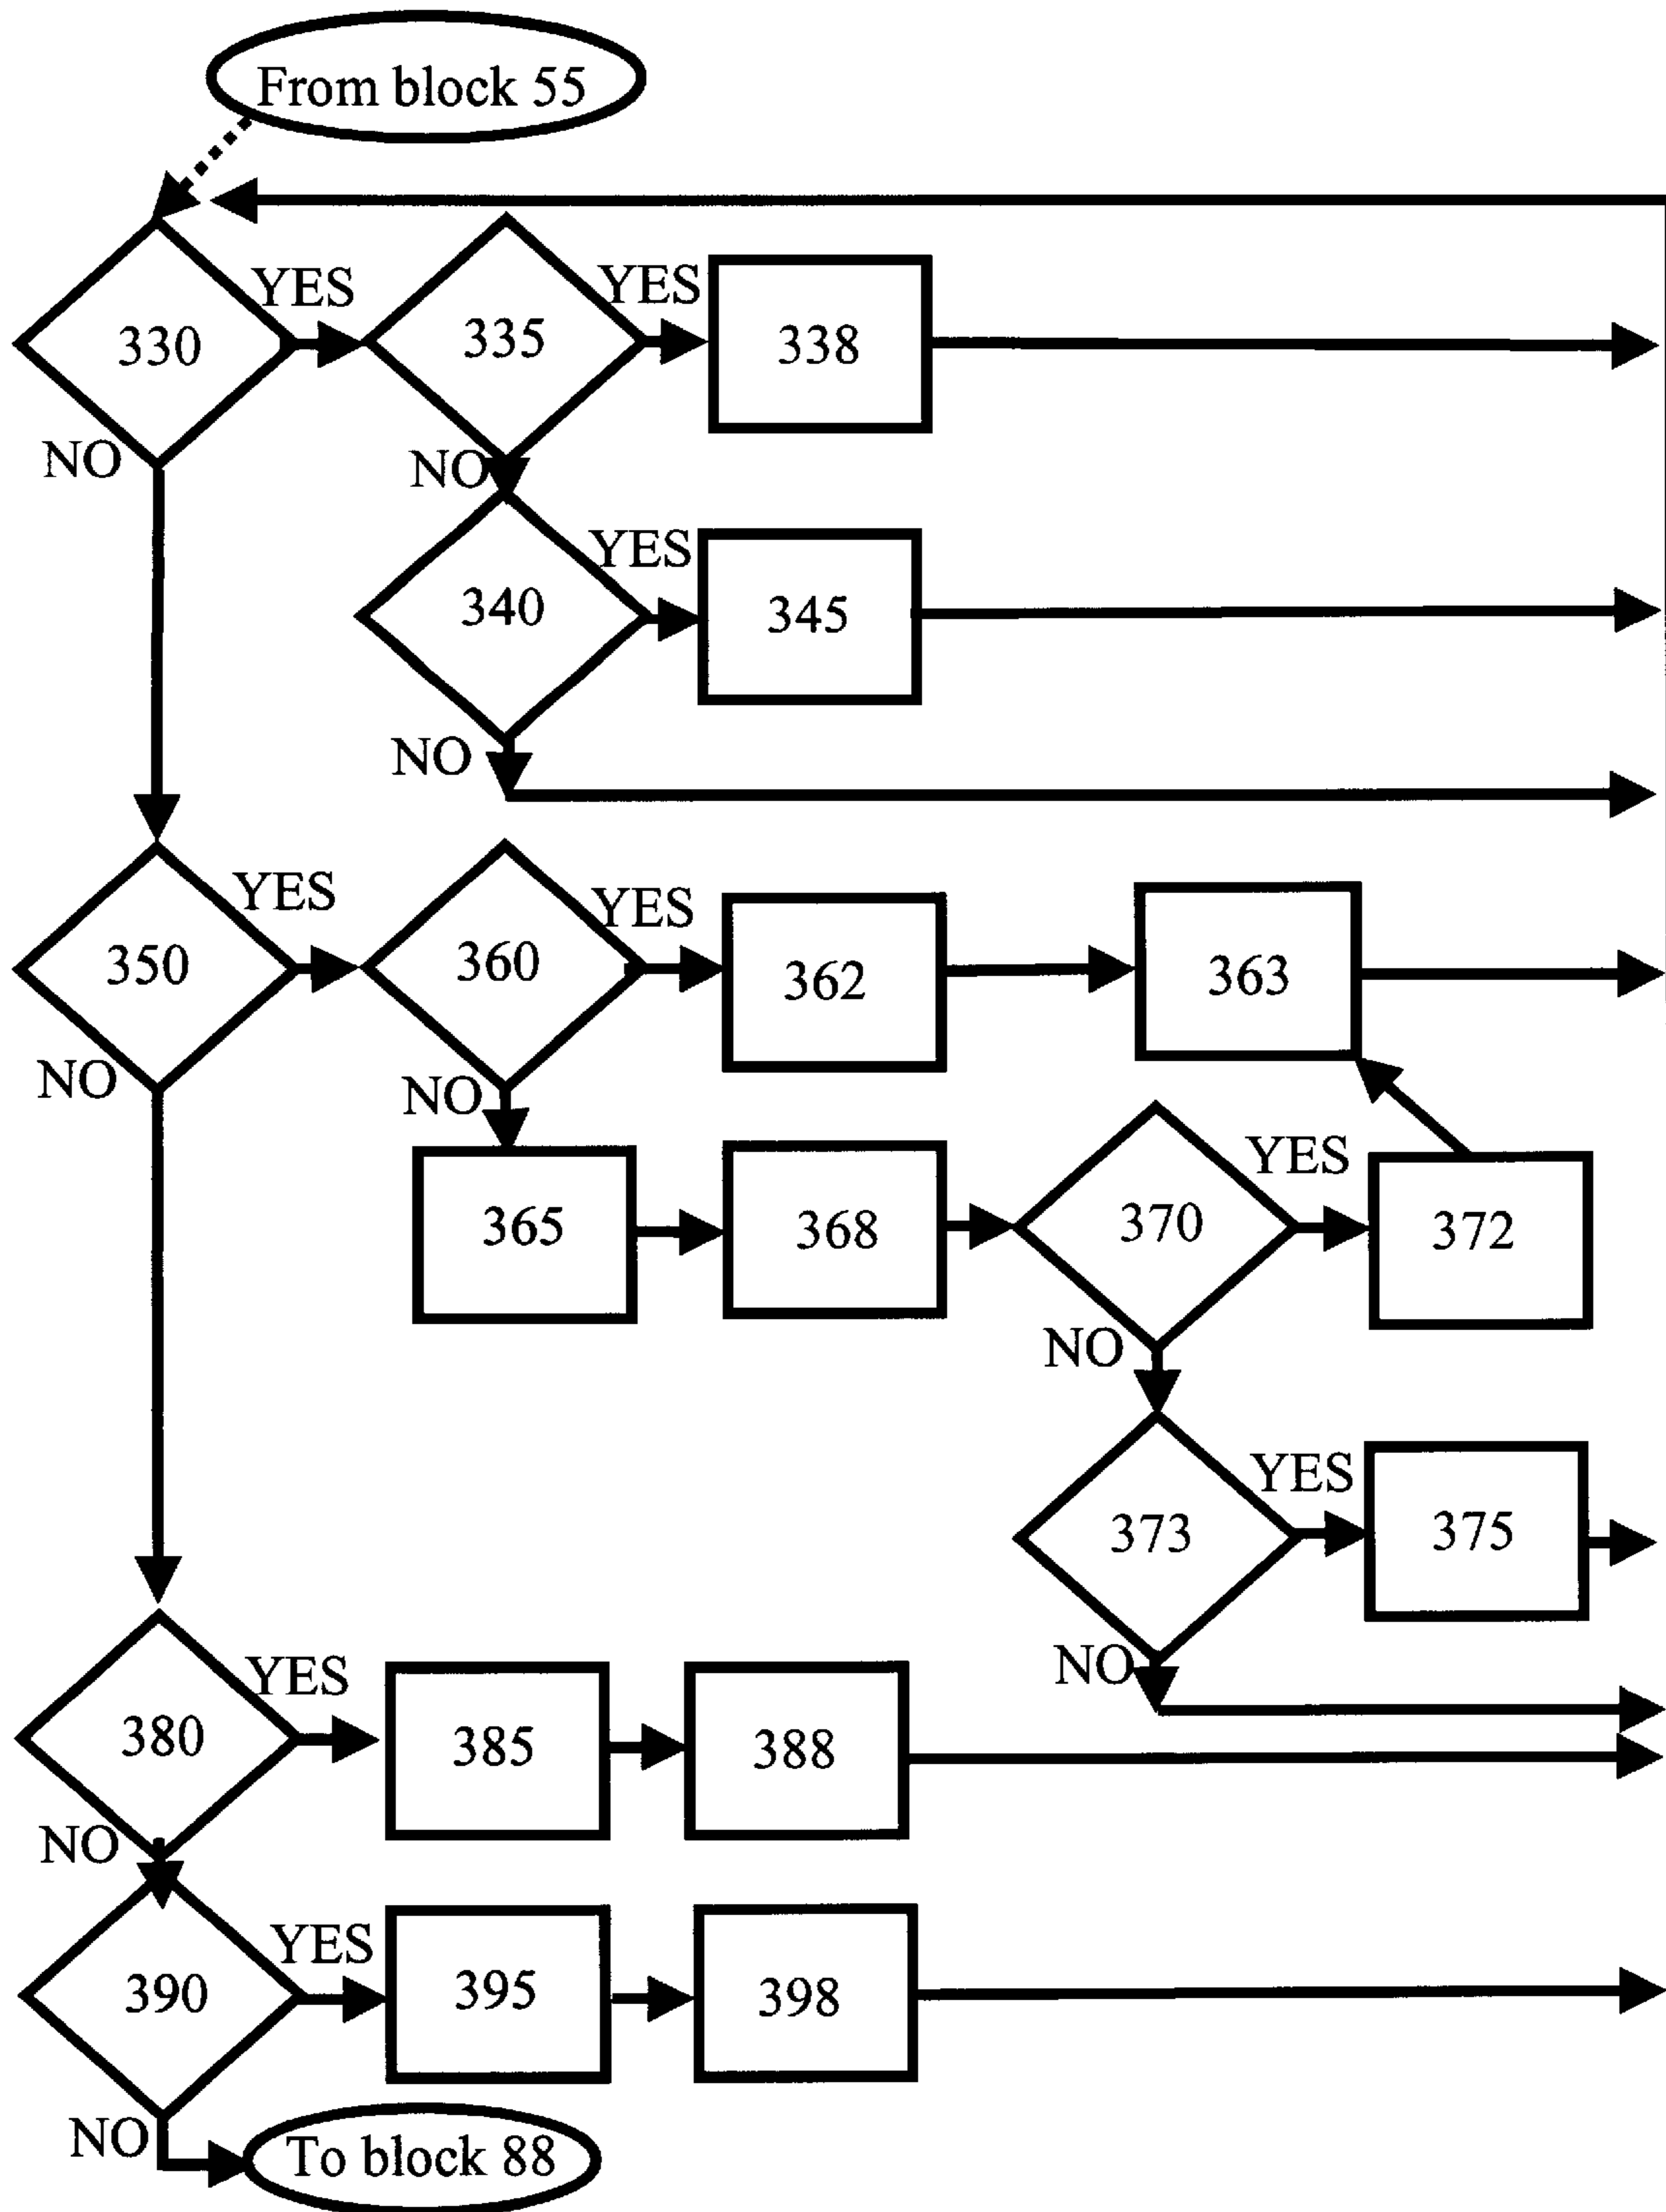 From block 55
YES
YES
330
335
338
NO
NO
YES
340
345
NO
YES
YES
350
360
362
363
NO
NO
YES
365
368
370
372
NO
YES
373
375
NO
YES
380
385
388
NO
YES
390
395
398
NO
To block 88